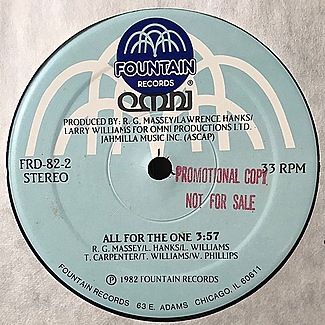 FOUNTAIN
RECORDS
omni ®
PRODUCED BY: R. G. MASSEY/LAWRENCE HANKS/
LARRY WILLIAMS FOR OMNI PRODUCTIONS LTD.
JAHMILLA MUSIC INC. (ASCAP)
FRD-82-2
STEREO
33 RPM
PROMOTIONAL COPY
NOT FOR SALE
ALL FOR THE ONE 3:57
R. G. MASSEY/L. HANKS/L. WILLIAMS
T. CARPENTER/T. WILLIAMS/W. PHILLIPS
℗ 1982 FOUNTAIN RECORDS
FOUNTAIN RECORDS 63 E. ADAMS CHICAGO, IL 60611